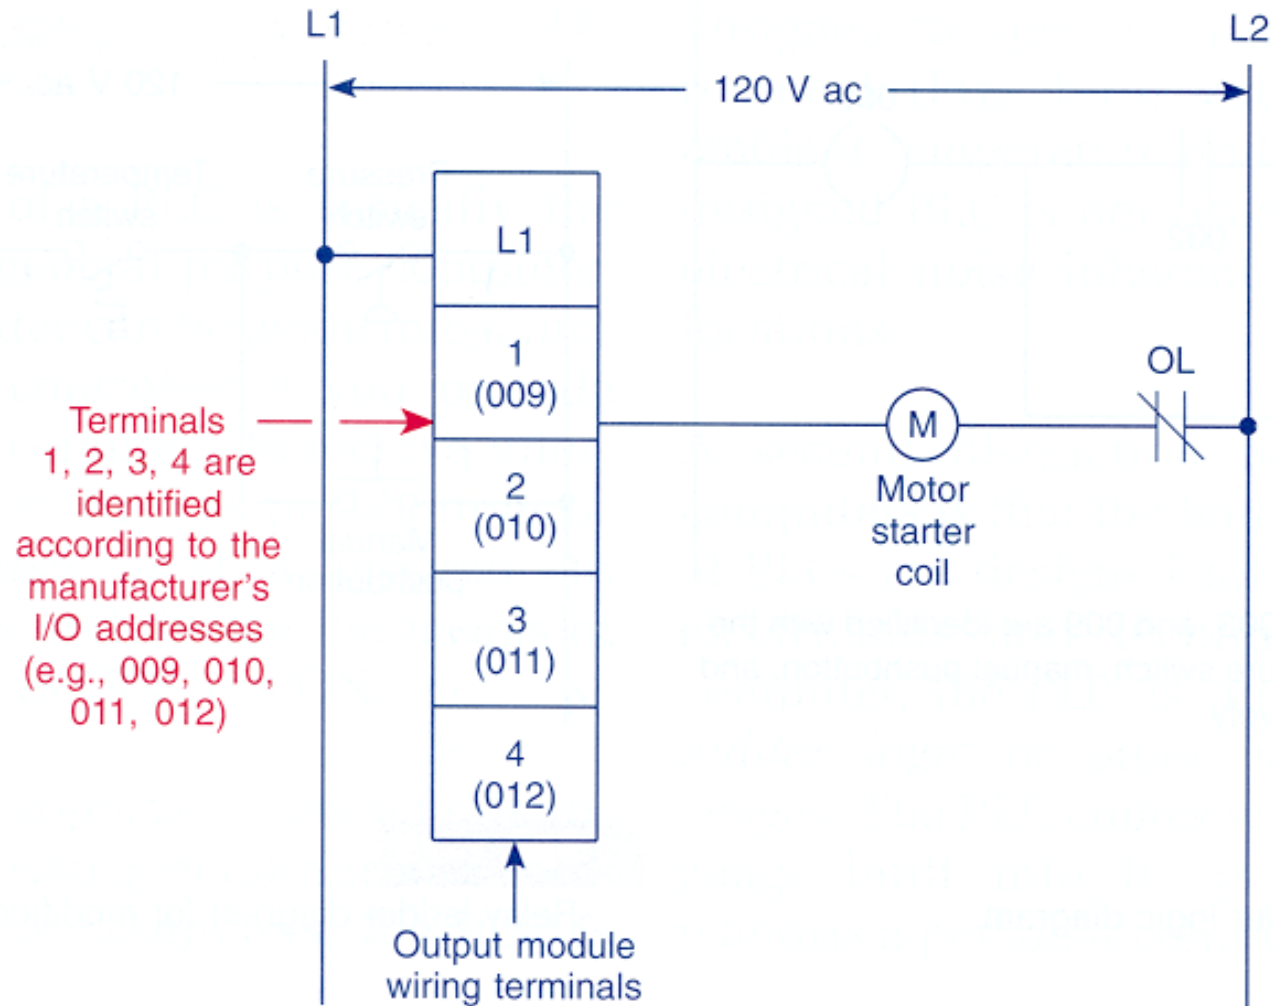 L1
L2
120 V ac
L1
1
(009)
2
(010)
3
(011)
4
(012)
OL
M
Motor
starter
coil
Terminals
1, 2, 3, 4 are
identified
according to the
manufacturer's
I/O addresses
(e.g., 009, 010,
011, 012)
Output module
wiring terminals